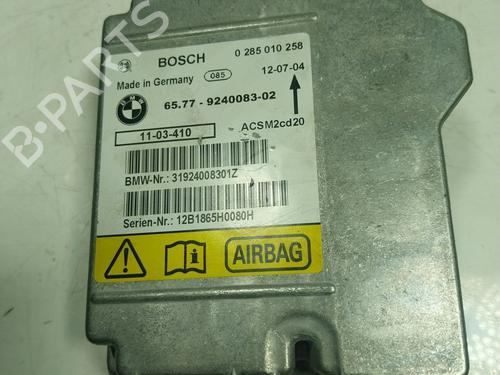 BOSCH 0 285 010 258
Made in Germany 085 12-07-04
BMW 65.77 - 9240083-02
11-03-410 ACSM2cd20
BMW-Nr.: 31924008301Z
Serien-Nr.: 12B1865H0080H
AIRBAG
B-PARTS